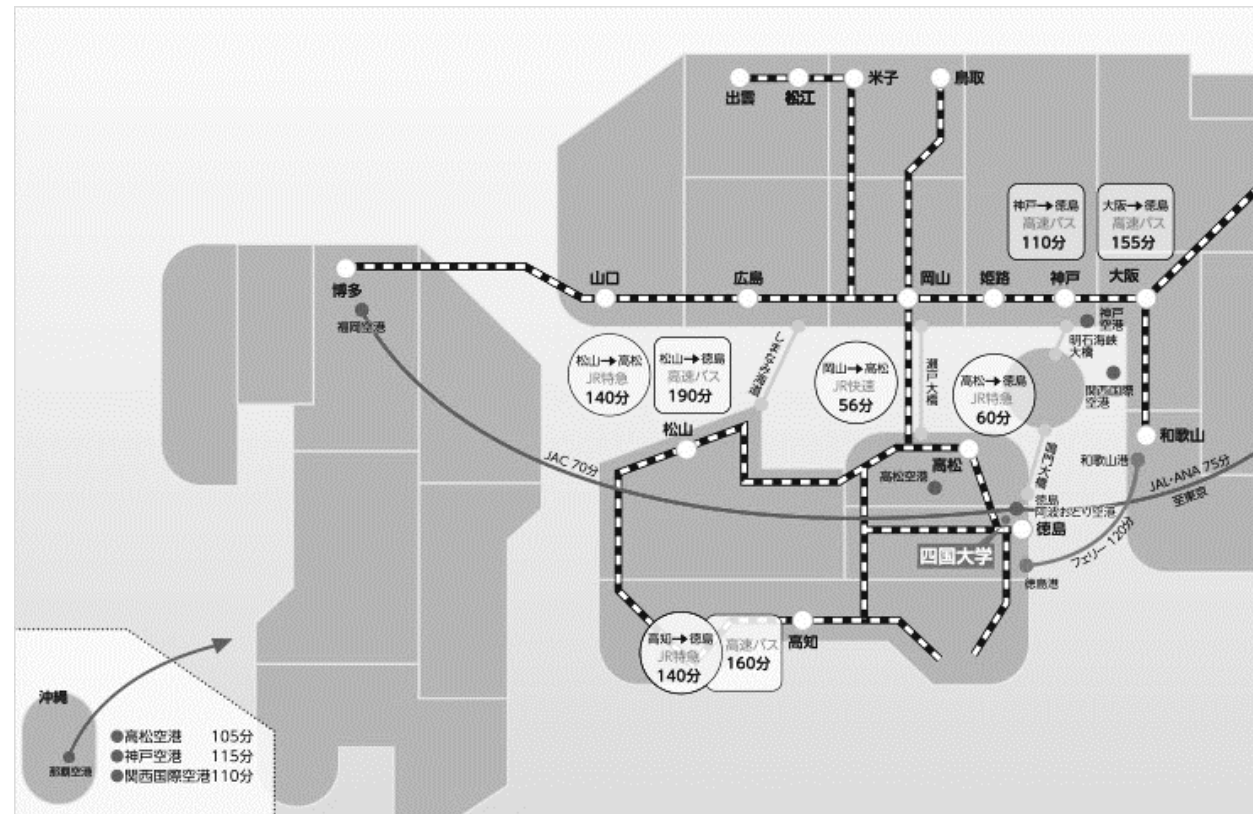 出雲
松江
米子
鳥取
神戸→徳島
高速バス
110分
大阪→徳島
高速バス
155分
博多
福岡空港
山口
広島
岡山
姫路
神戸
大阪
神戸
空港
明石海峡
大橋
関西国際
空港
しまなみ海道
瀬戸大橋
松山→高松
JR特急
140分
松山→徳島
高速バス
190分
岡山→高松
JR快速
56分
高松→徳島
JR特急
60分
松山
高松
高松空港
鳴門大橋
和歌山
和歌山港
JAC 70分
JAL・ANA 75分
至東京
徳島
阿波おどり空港
徳島
四国大学
フェリー 120分
徳島港
高知→徳島
JR特急
140分
高速バス
160分
高知
沖縄
那覇空港
●高松空港 105分
●神戸空港 115分
●関西国際空港110分